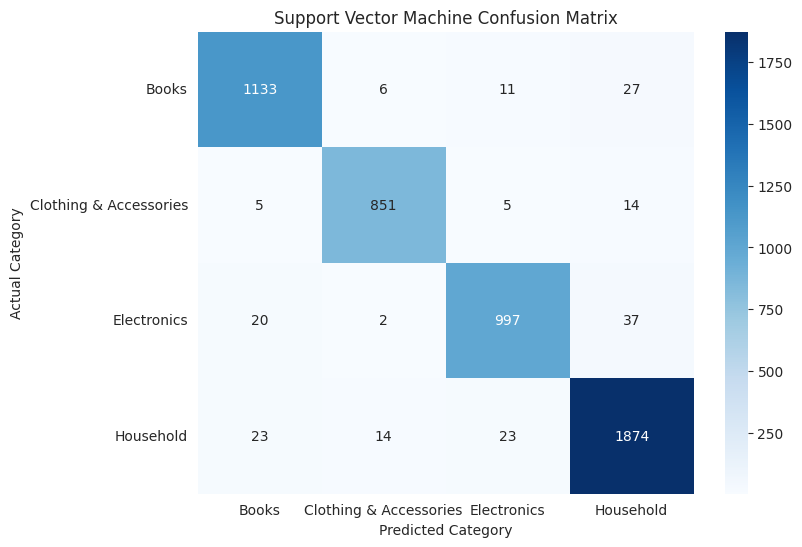 Support Vector Machine Confusion Matrix
Books 1133 6 11 27
Clothing & Accessories 5 851 5 14
Electronics 20 2 997 37
Household 23 14 23 1874
Books Clothing & Accessories Electronics Household
Predicted Category
Actual Category
1750
1500
1250
1000
750
500
250